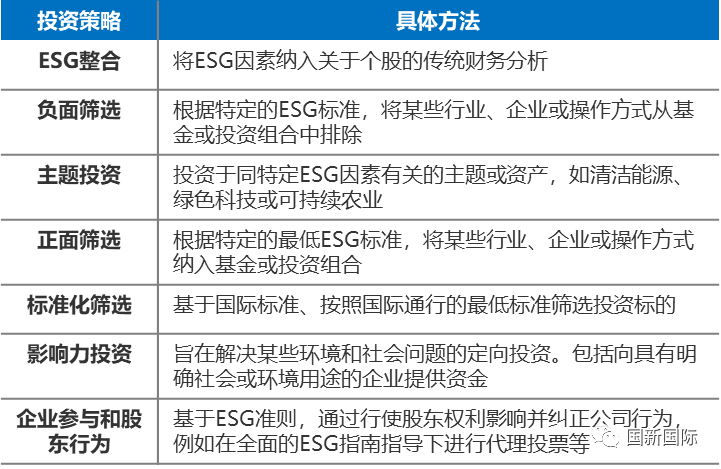 投资策略 具体方法
ESG整合 将ESG因素纳入关于个股的传统财务分析
负面筛选 根据特定的ESG标准，将某些行业、企业或操作方式从基
金或投资组合中排除
主题投资 投资于同特定ESG因素有关的主题或资产，如清洁能源、
绿色科技或可持续农业
正面筛选 根据特定的最低ESG标准，将某些行业、企业或操作方式
纳入基金或投资组合
标准化筛选 基于国际标准、按照国际通行的最低标准筛选投资标的
影响力投资 旨在解决某些环境和社会问题的定向投资。包括向具有明
确社会或环境用途的企业提供资金
企业参与和股 基于ESG准则，通过行使股东权利影响并纠正公司行为，
东行为 例如在全面的ESG指南指导下进行代理投票等
国新国际